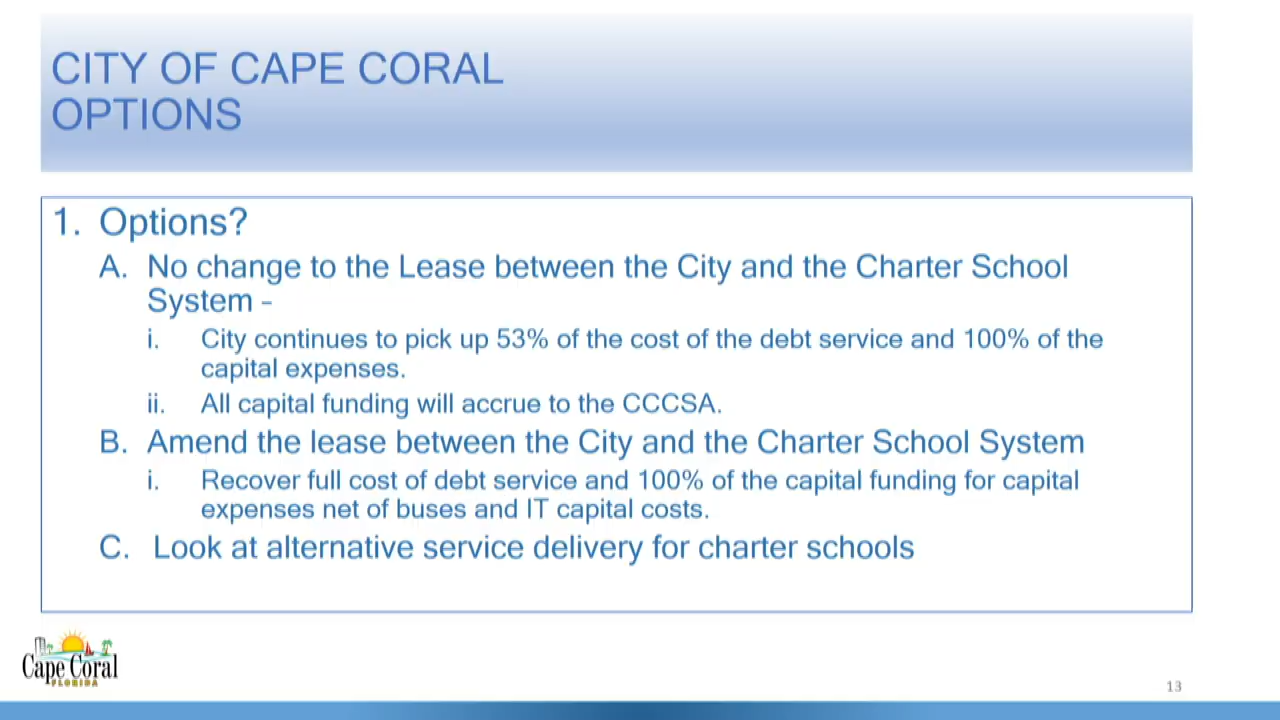 CITY OF CAPE CORAL
OPTIONS
1. Options?
A. No change to the Lease between the City and the Charter School
System –
i. City continues to pick up 53% of the cost of the debt service and 100% of the
capital expenses.
ii. All capital funding will accrue to the CCCSA.
B. Amend the lease between the City and the Charter School System
i. Recover full cost of debt service and 100% of the capital funding for capital
expenses net of buses and IT capital costs.
C. Look at alternative service delivery for charter schools
Cape Coral
FLORIDA
13